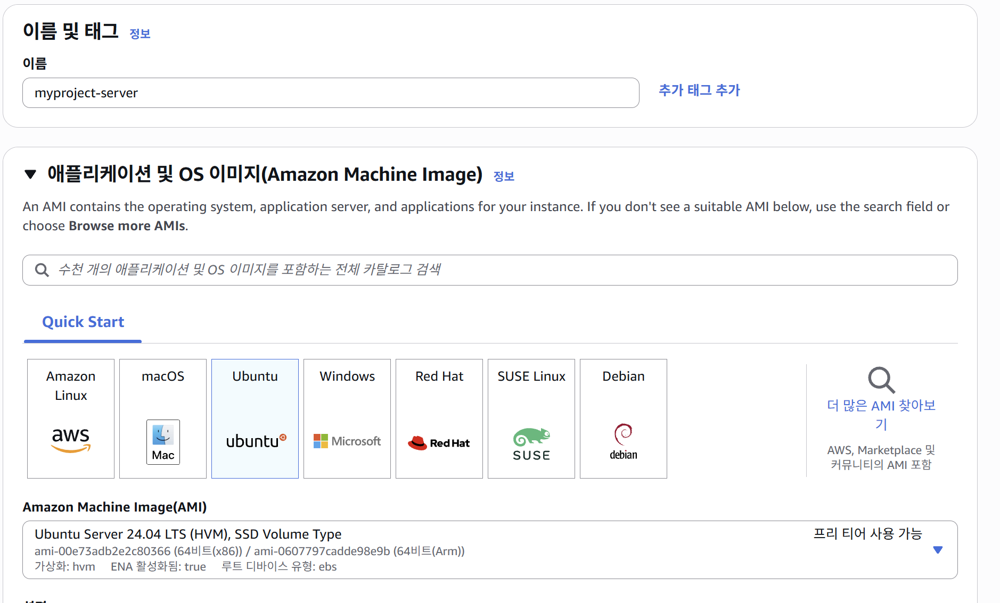 이름 및 태그 정보
이름
myproject-server
추가 태그 추가
애플리케이션 및 OS 이미지(Amazon Machine Image) 정보
An AMI contains the operating system, application server, and applications for your instance. If you don't see a suitable AMI below, use the search field or
choose Browse more AMIs.
수천 개의 애플리케이션 및 OS 이미지를 포함하는 전체 카탈로그 검색
Quick Start
Amazon
Linux
aws
macOS
Mac
Ubuntu
ubuntu
Windows
Microsoft
Red Hat
Red Hat
SUSE Linux
SUSE
Debian
debian
더 많은 AMI 찾아보
기
AWS, Marketplace 및
커뮤니티의 AMI 포함
Amazon Machine Image(AMI)
Ubuntu Server 24.04 LTS (HVM), SSD Volume Type
프리 티어 사용 가능
ami-00e73adb2e2c80366 (64비트(x86)) / ami-0607797cadde98e9b (64비트(Arm))
가상화: hvm ENA 활성화됨: true 루트 디바이스 유형: ebs